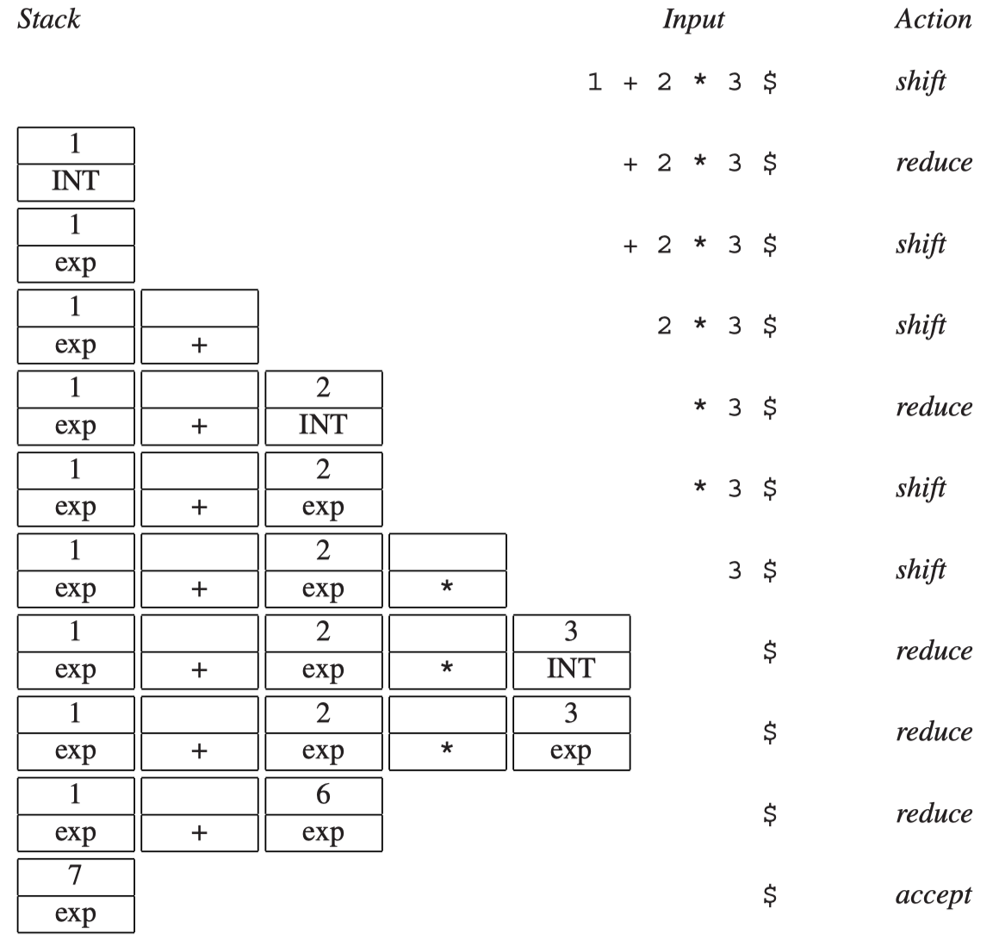 Stack Input Action
1 + 2 * 3 $ shift
1
INT + 2 * 3 $ reduce
1
exp + 2 * 3 $ shift
1
exp + 2 * 3 $ shift
1 2
exp + INT * 3 $ reduce
1 2
exp + exp * 3 $ shift
1 2
exp + exp * 3 $ shift
1 2 3
exp + exp * INT $ reduce
1 2 3
exp + exp * exp $ reduce
1 6
exp + exp $ reduce
7
exp $ accept